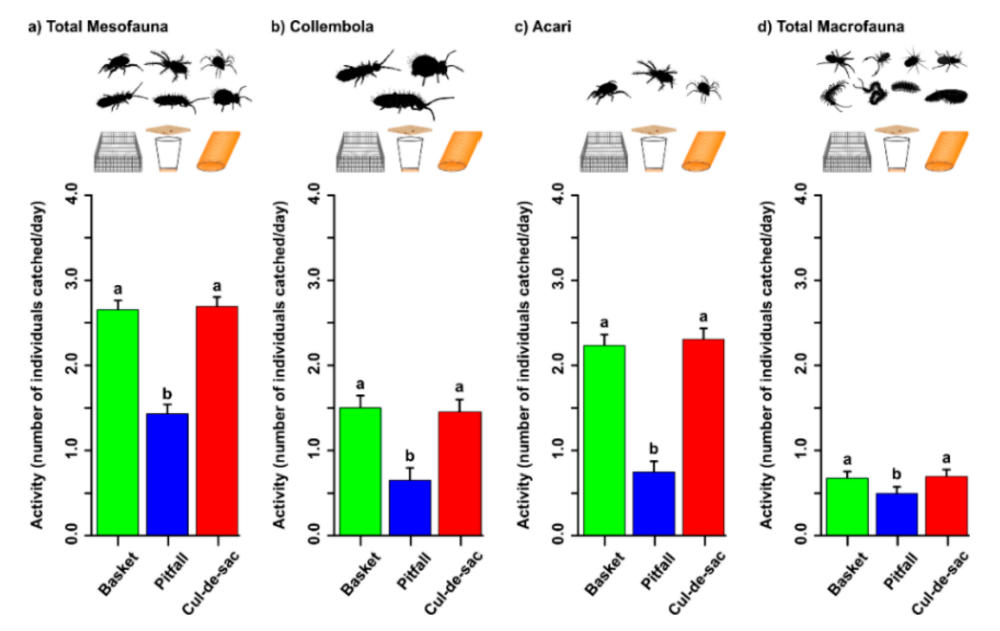 a) Total Mesofauna
b) Collembola
c) Acari
d) Total Macrofauna
Activity (number of individuals catched/day)
4.0
3.0
2.0
1.0
0.0
a
b
a
Basket
Pitfall
Cul-de-sac
Activity (number of individuals catched/day)
4.0
3.0
2.0
1.0
0.0
a
b
a
Basket
Pitfall
Cul-de-sac
Activity (number of individuals catched/day)
4.0
3.0
2.0
1.0
0.0
a
b
a
Basket
Pitfall
Cul-de-sac
Activity (number of individuals catched/day)
4.0
3.0
2.0
1.0
0.0
a
b
a
Basket
Pitfall
Cul-de-sac